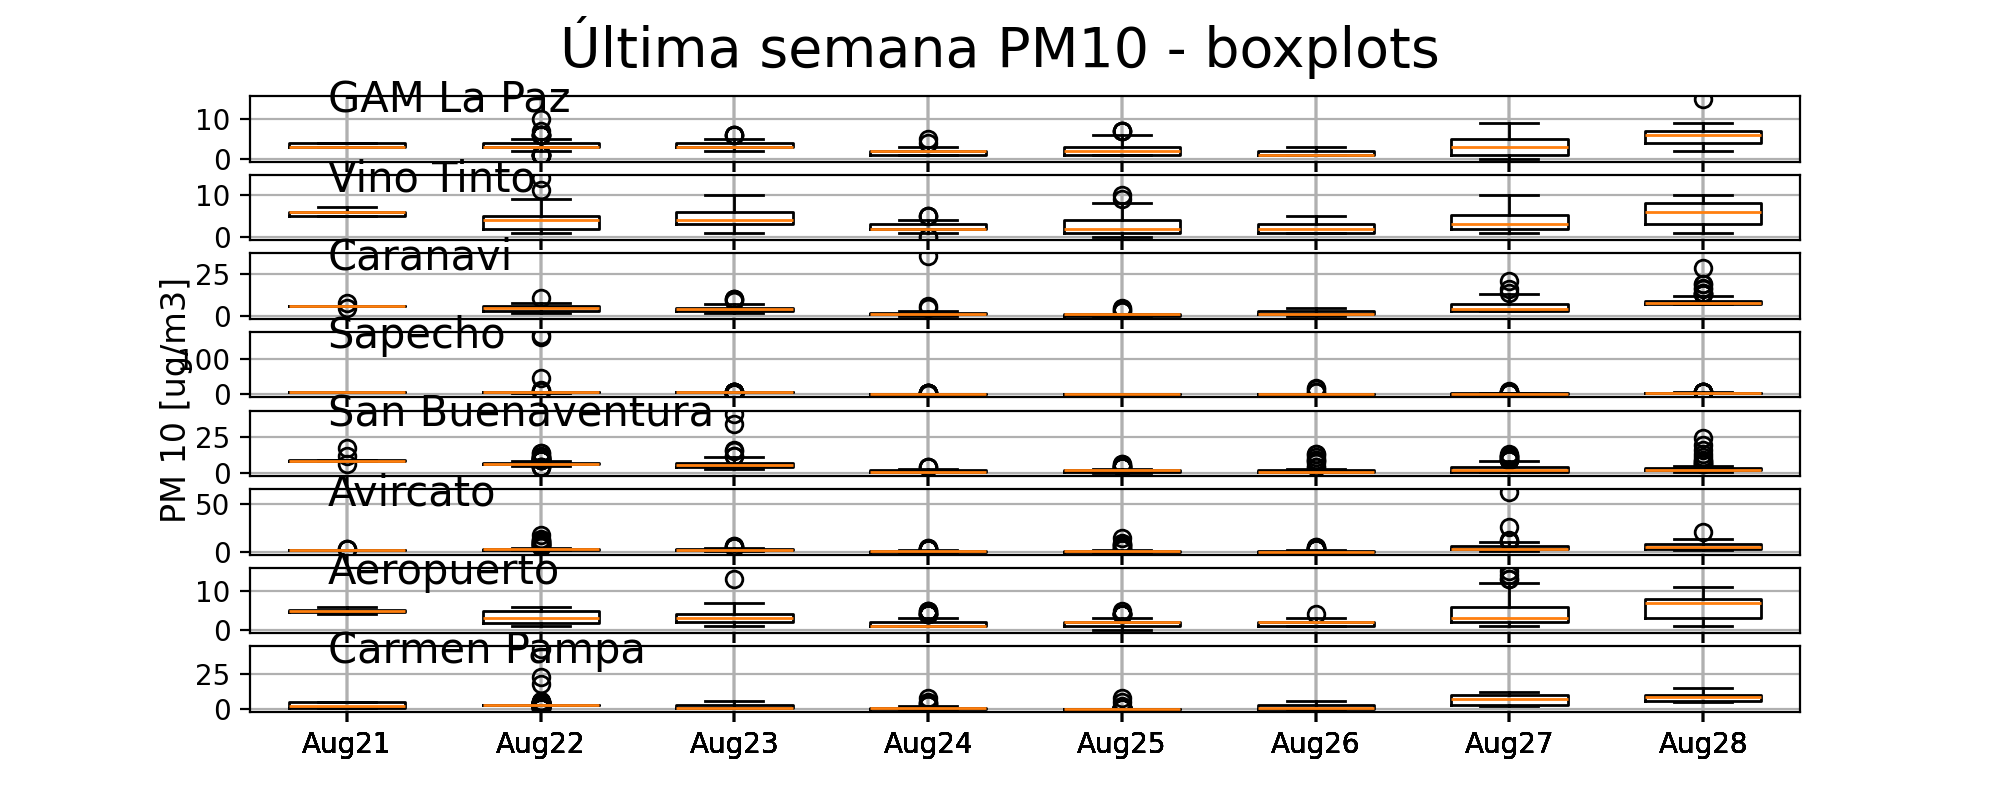 Última semana PM10 - boxplots
GAM La Paz
10
0
Vino Tinto
10
0
Caranavi
25
0
Sapecho
100
0
San Buenaventura
25
0
Avircato
50
0
Aeropuerto
10
0
Carmen Pampa
25
0
PM 10 [ug/m3]
Aug21 Aug22 Aug23 Aug24 Aug25 Aug26 Aug27 Aug28